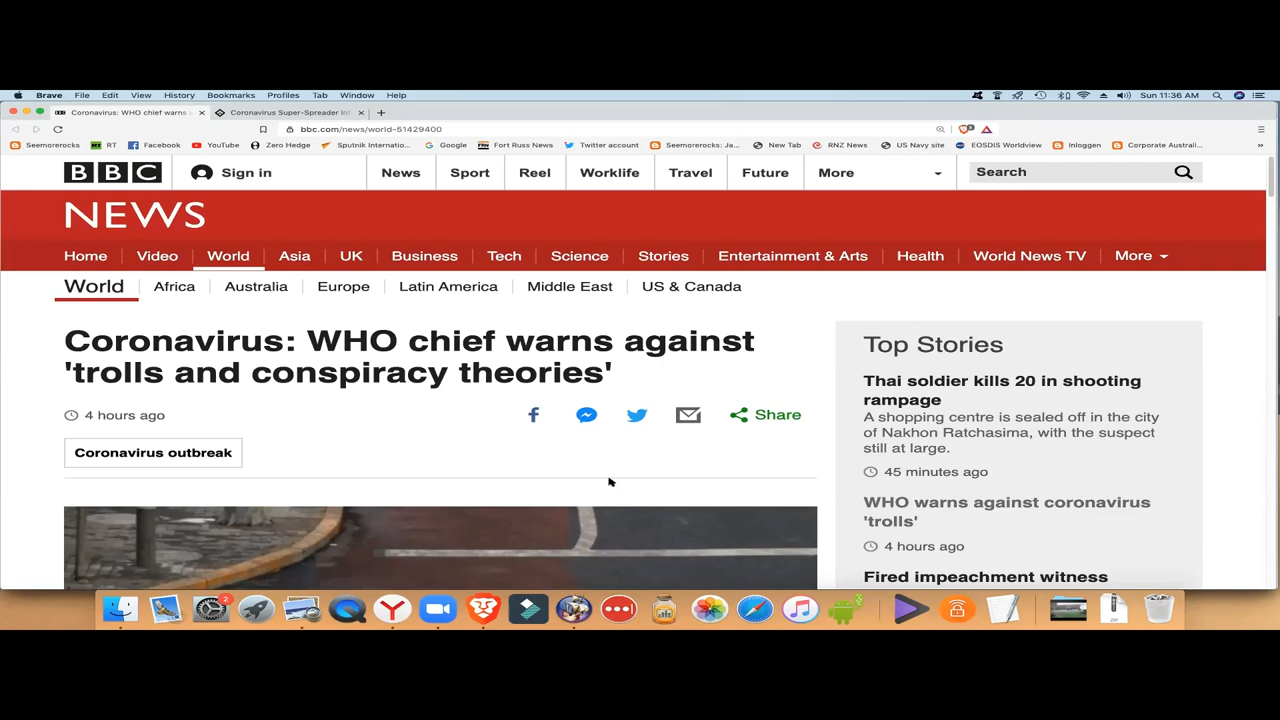 Brave File Edit View History Bookmarks Profiles Tab Window Help Sun 11:36 AM
Coronavirus: WHO chief warns Coronavirus Super-Spreader
bbc.com/news/world-51429400
Seemorerocks RT Facebook YouTube Zero Hedge Sputnik Internatio... Google Fort Russ News Twitter account Seemorerocks: Ja... New Tab RNZ News US Navy site EOSDIS Worldview Inloggen Corporate Australi...
BBC Sign in News Sport Reel Worklife Travel Future More Search
NEWS
Home Video World Asia UK Business Tech Science Stories Entertainment & Arts Health World News TV More
World Africa Australia Europe Latin America Middle East US & Canada
Coronavirus: WHO chief warns against
'trolls and conspiracy theories'
4 hours ago Share
Coronavirus outbreak
Top Stories
Thai soldier kills 20 in shooting
rampage
A shopping centre is sealed off in the city
of Nakhon Ratchasima, with the suspect
still at large.
45 minutes ago
WHO warns against coronavirus
'trolls'
4 hours ago
Fired impeachment witness
2
ZIP